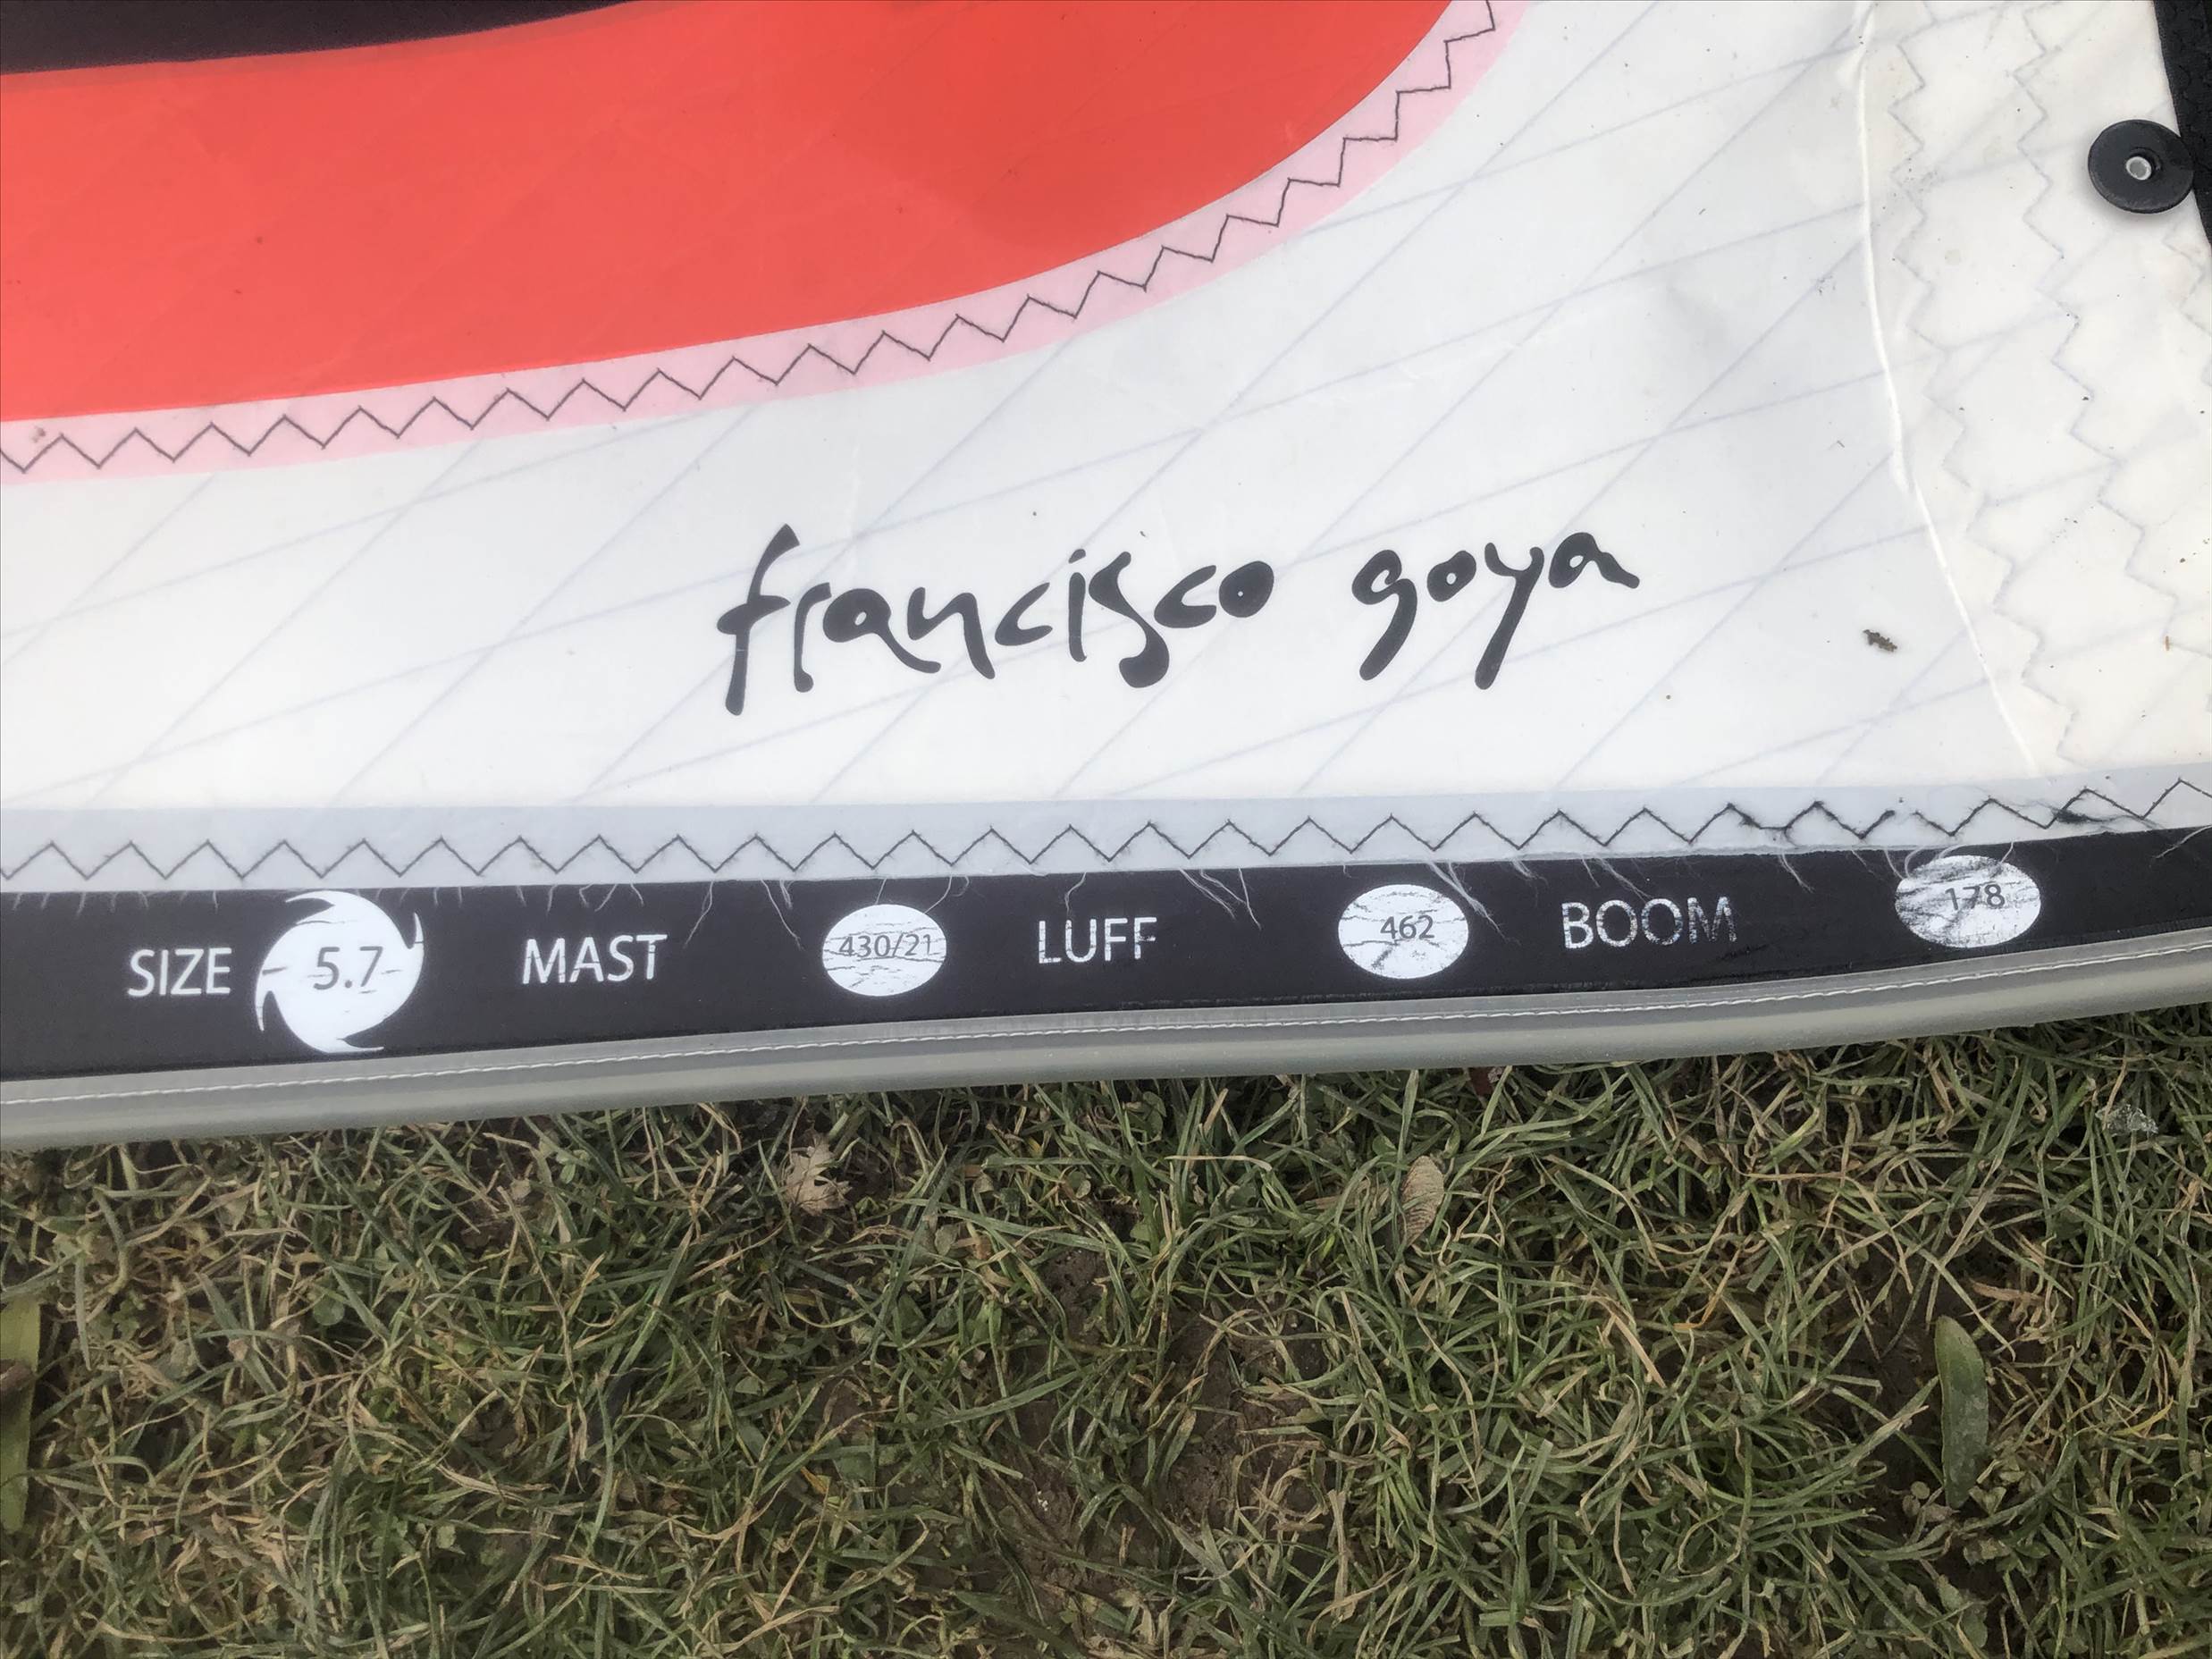 francisco goya
SIZE 5.7 MAST 430/21 LUFF 462 BOOM 178